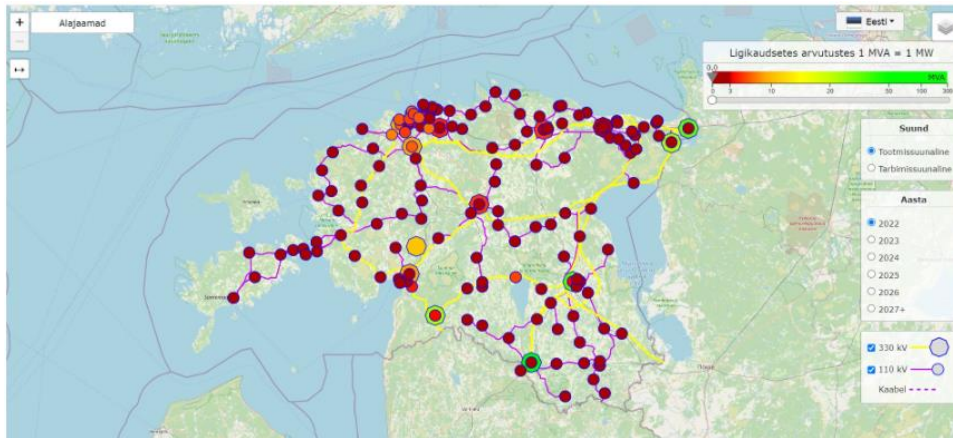 Alajaamad
Eesti
Ligikaudsetes arvutustes 1 MVA = 1 MW
0.0
MVA
0 3 10 50 100 300
Suund
Tootmissuunaline
Tarbimissuunaline
Aasta
2022
2023
2024
2025
2026
2027+
330 kV
110 kV
Kaabel